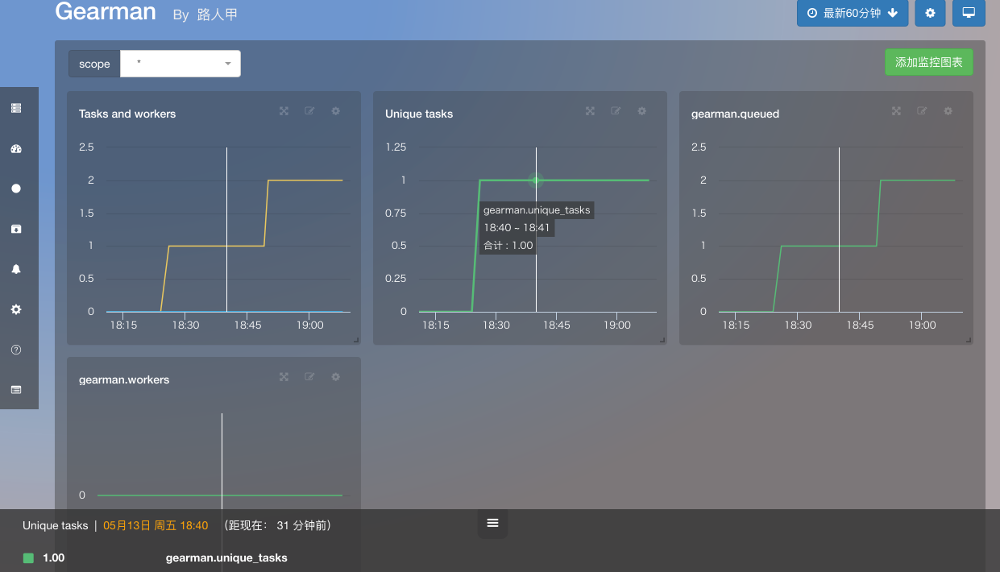 Gearman By 路人甲
最新60分钟
scope *
添加监控图表
Tasks and workers
2.5
2
1.5
1
0.5
0
18:15 18:30 18:45 19:00
Unique tasks
1.25
1
0.75
0.5
0.25
0
18:15 18:30 18:45 19:00
gearman.unique_tasks
18:40 ~ 18:41
合计 : 1.00
gearman.queued
2.5
2
1.5
1
0.5
0
18:15 18:30 18:45 19:00
gearman.workers
0
Unique tasks | 05月13日 周五 18:40 （距现在： 31 分钟前）
1.00 gearman.unique_tasks